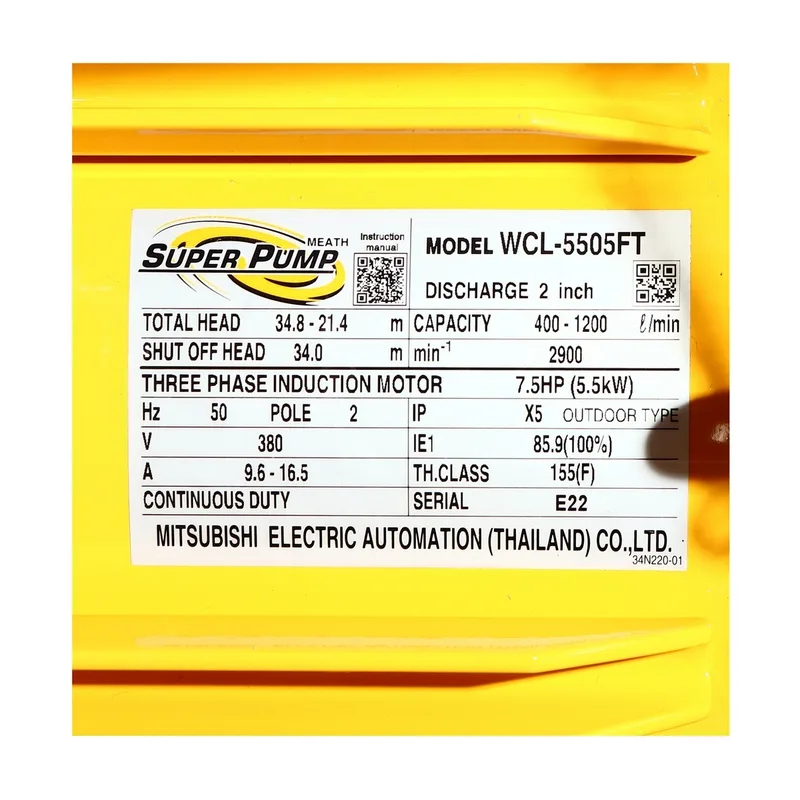 MEATH
SUPER PUMP
Instruction
manual
MODEL WCL-5505FT
DISCHARGE 2 inch
TOTAL HEAD 34.8 - 21.4 m CAPACITY 400 - 1200 ℓ/min
SHUT OFF HEAD 34.0 m min-1 2900
THREE PHASE INDUCTION MOTOR 7.5HP (5.5kW)
Hz 50 POLE 2 IP X5 OUTDOOR TYPE
V 380 IE1 85.9(100%)
A 9.6 - 16.5 TH.CLASS 155(F)
CONTINUOUS DUTY SERIAL E22
MITSUBISHI ELECTRIC AUTOMATION (THAILAND) CO.,LTD.
34N220-01